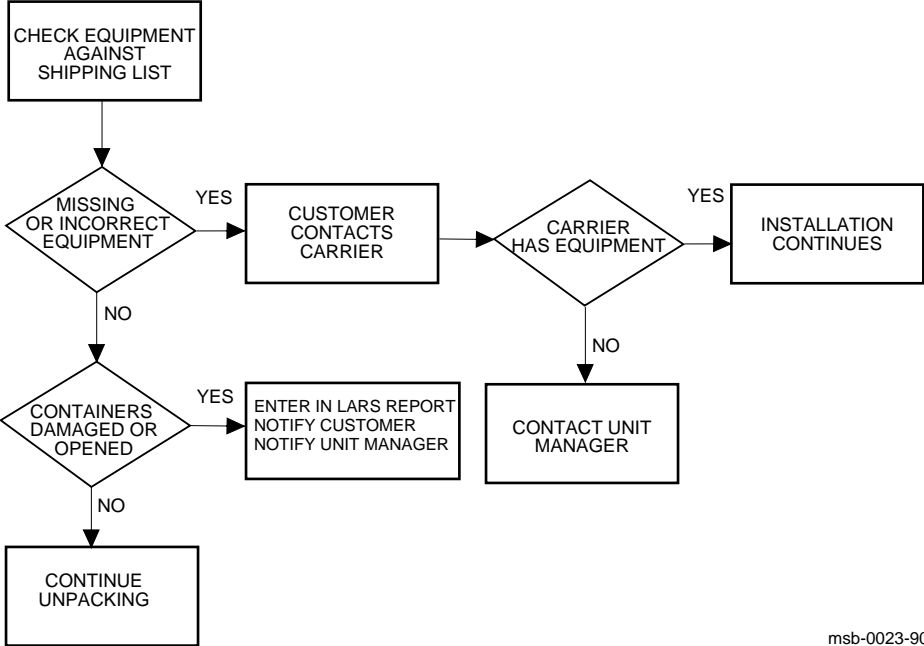 CHECK EQUIPMENT
AGAINST
SHIPPING LIST
MISSING
OR INCORRECT
EQUIPMENT
YES
CUSTOMER
CONTACTS
CARRIER
CARRIER
HAS EQUIPMENT
YES
INSTALLATION
CONTINUES
NO
NO
CONTAINERS
DAMAGED OR
OPENED
YES
ENTER IN LARS REPORT
NOTIFY CUSTOMER
NOTIFY UNIT MANAGER
CONTACT UNIT
MANAGER
NO
CONTINUE
UNPACKING
msb-0023-90